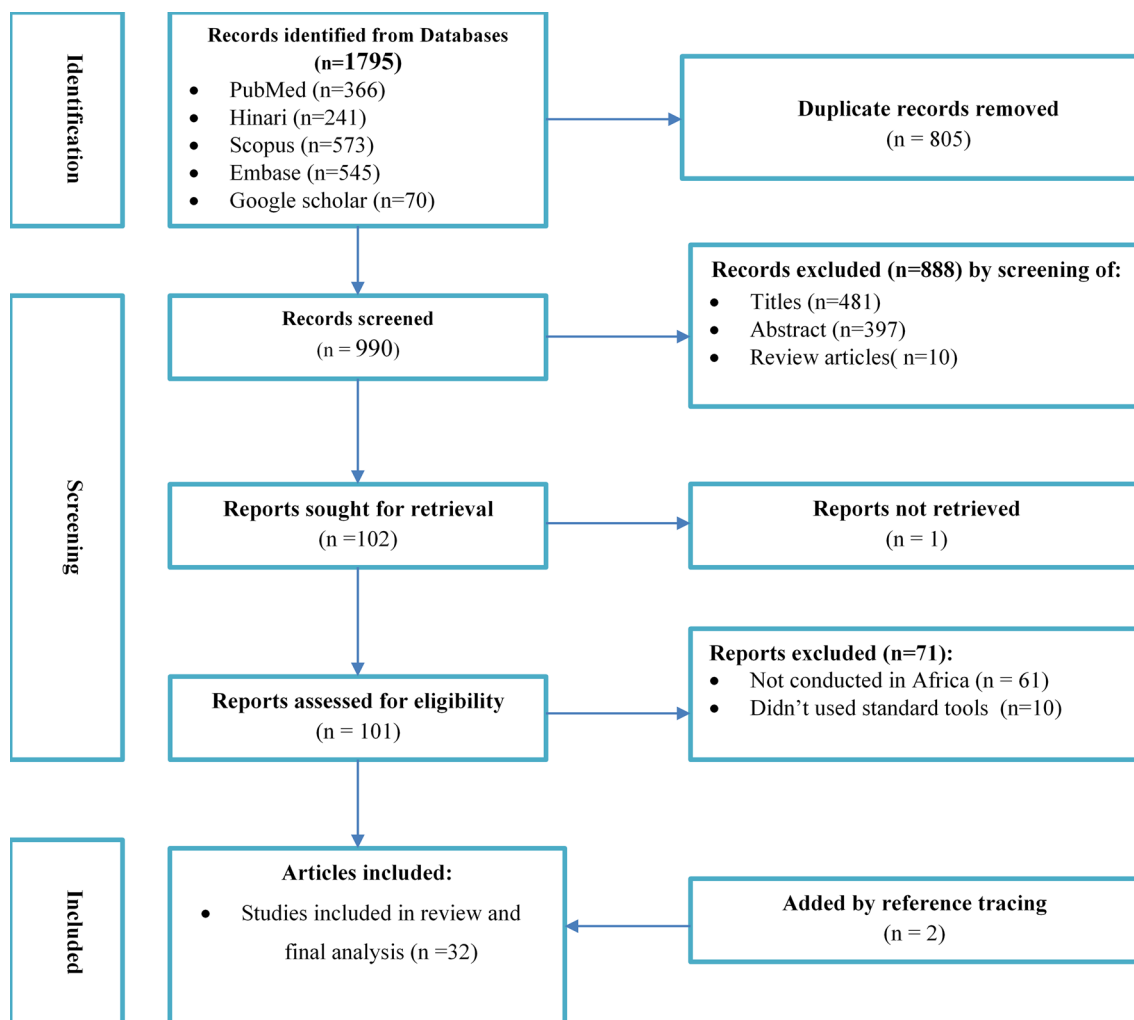 Identification
Records identified from Databases
(n=1795)
• PubMed (n=366)
• Hinari (n=241)
• Scopus (n=573)
• Embase (n=545)
• Google scholar (n=70)
Duplicate records removed
(n = 805)
Screening
Records screened
(n = 990)
Records excluded (n=888) by screening of:
• Titles (n=481)
• Abstract (n=397)
• Review articles( n=10)
Reports sought for retrieval
(n =102)
Reports not retrieved
(n = 1)
Reports assessed for eligibility
(n = 101)
Reports excluded (n=71):
• Not conducted in Africa (n = 61)
• Didn’t used standard tools (n=10)
Included
Articles included:
• Studies included in review and
final analysis (n =32)
Added by reference tracing
(n = 2)